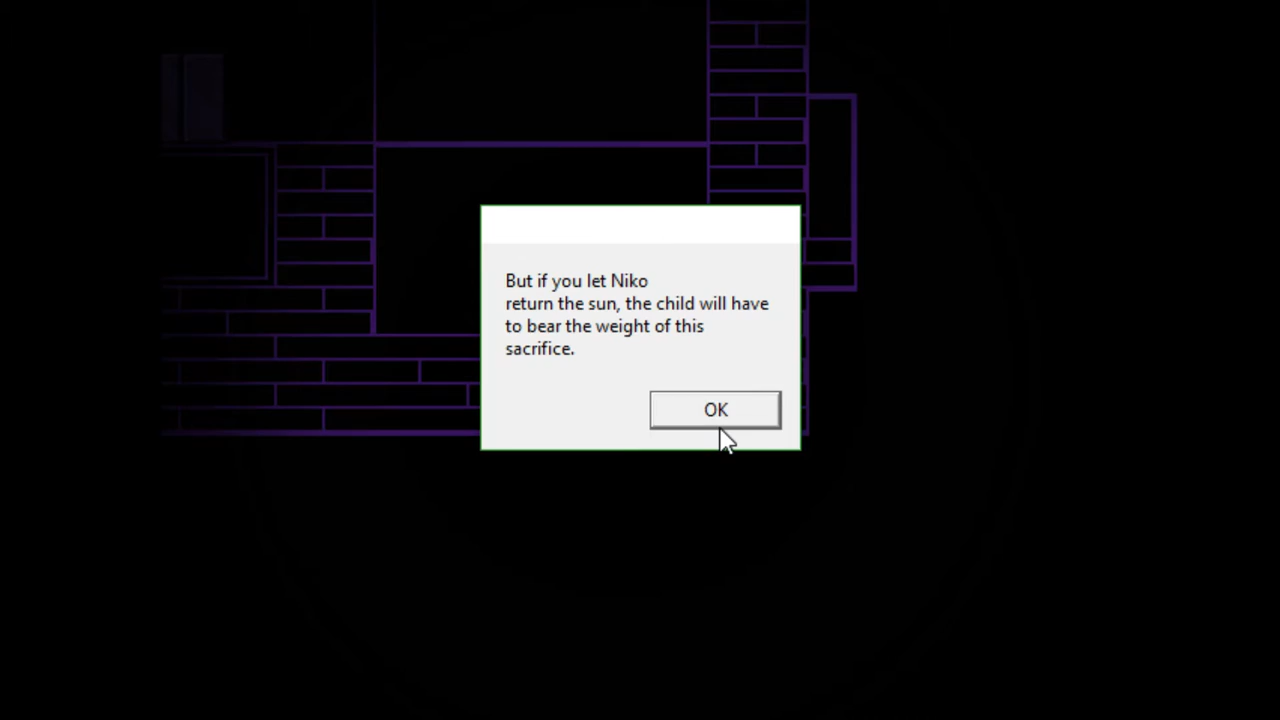 But if you let Niko
return the sun, the child will have
to bear the weight of this
sacrifice.
OK